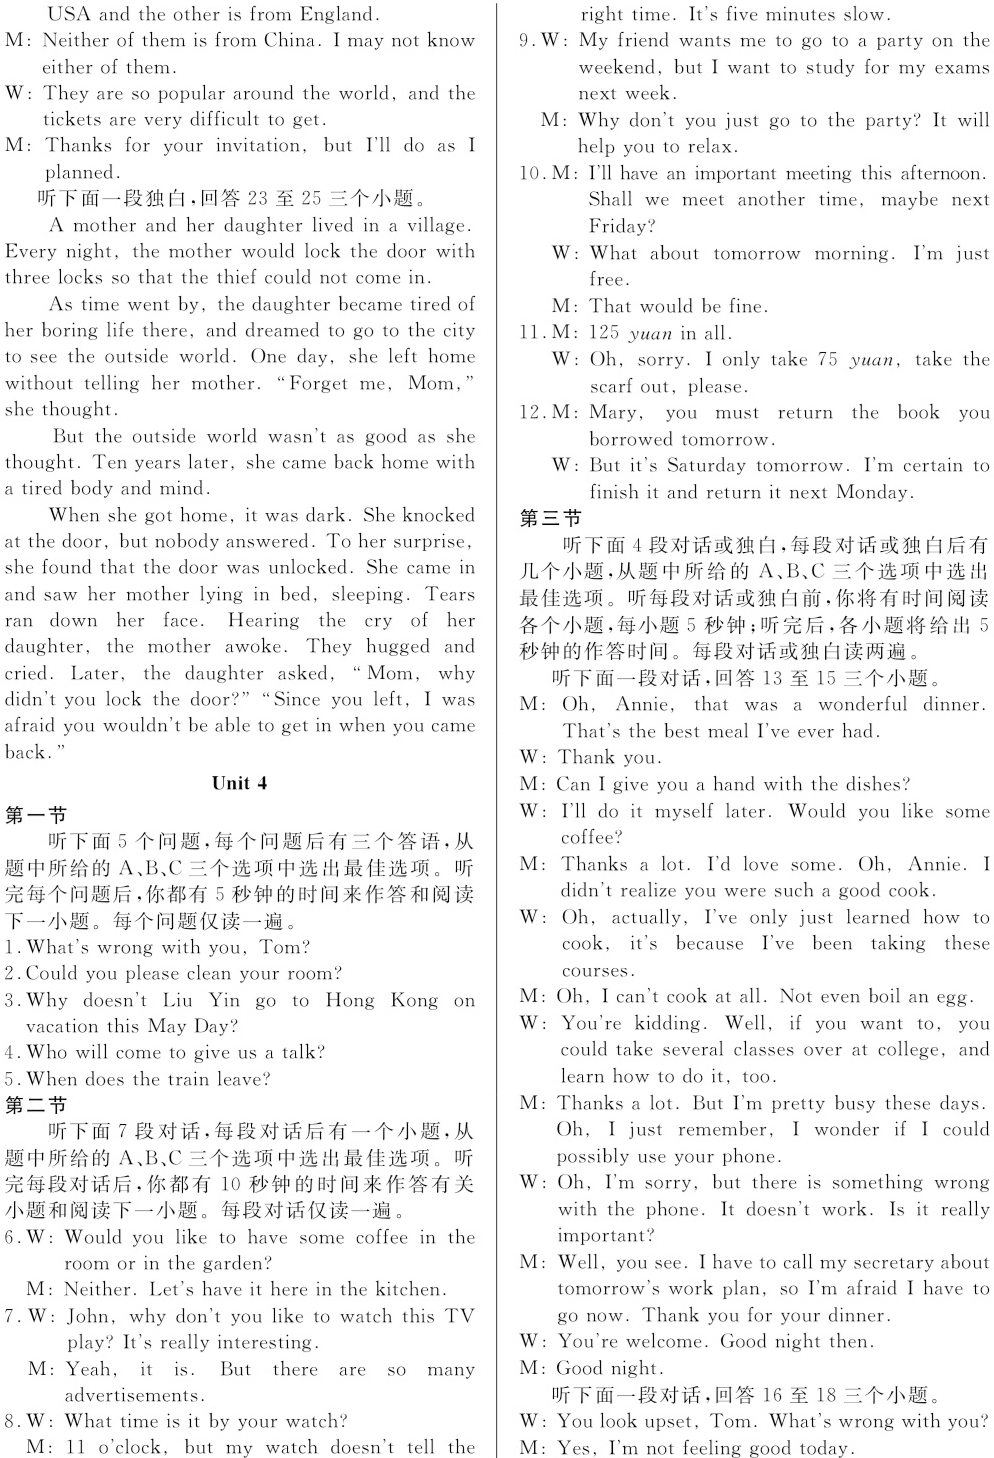 USA and the other is from England.
M: Neither of them is from China. I may not know
either of them.
W: They are so popular around the world, and the
tickets are very difficult to get.
M: Thanks for your invitation, but I'll do as I
planned.
听下面一段独白,回答 23 至 25 三个小题。
A mother and her daughter lived in a village.
Every night, the mother would lock the door with
three locks so that the thief could not come in.
As time went by, the daughter became tired of
her boring life there, and dreamed to go to the city
to see the outside world. One day, she left home
without telling her mother. “Forget me, Mom,”
she thought.
But the outside world wasn't as good as she
thought. Ten years later, she came back home with
a tired body and mind.
When she got home, it was dark. She knocked
at the door, but nobody answered. To her surprise,
she found that the door was unlocked. She came in
and saw her mother lying in bed, sleeping. Tears
ran down her face. Hearing the cry of her
daughter, the mother awoke. They hugged and
cried. Later, the daughter asked, “Mom, why
didn't you lock the door?” “Since you left, I was
afraid you wouldn't be able to get in when you came
back.”
Unit 4
第一节
听下面 5 个问题,每个问题后有三个答语,从
题中所给的 A、B、C 三个选项中选出最佳选项。听
完每个问题后,你都有 5 秒钟的时间来作答和阅读
下一小题。每个问题仅读一遍。
1. What's wrong with you, Tom?
2. Could you please clean your room?
3. Why doesn't Liu Yin go to Hong Kong on
vacation this May Day?
4. Who will come to give us a talk?
5. When does the train leave?
第二节
听下面 7 段对话,每段对话后有一个小题,从
题中所给的 A、B、C 三个选项中选出最佳选项。听
完每段对话后,你都有 10 秒钟的时间来作答有关
小题和阅读下一小题。每段对话仅读一遍。
6. W: Would you like to have some coffee in the
room or in the garden?
M: Neither. Let's have it here in the kitchen.
7. W: John, why don't you like to watch this TV
play? It's really interesting.
M: Yeah, it is. But there are so many
advertisements.
8. W: What time is it by your watch?
M: 11 o'clock, but my watch doesn't tell the
right time. It's five minutes slow.
9. W: My friend wants me to go to a party on the
weekend, but I want to study for my exams
next week.
M: Why don't you just go to the party? It will
help you to relax.
10. M: I'll have an important meeting this afternoon.
Shall we meet another time, maybe next
Friday?
W: What about tomorrow morning. I'm just
free.
M: That would be fine.
11. M: 125 yuan in all.
W: Oh, sorry. I only take 75 yuan, take the
scarf out, please.
12. M: Mary, you must return the book you
borrowed tomorrow.
W: But it's Saturday tomorrow. I'm certain to
finish it and return it next Monday.
第三节
听下面 4 段对话或独白,每段对话或独白后有
几个小题,从题中所给的 A、B、C 三个选项中选出
最佳选项。听每段对话或独白前,你将有时间阅读
各个小题,每小题 5 秒钟;听完后,各小题将给出 5
秒钟的作答时间。每段对话或独白读两遍。
听下面一段对话,回答 13 至 15 三个小题。
M: Oh, Annie, that was a wonderful dinner.
That's the best meal I've ever had.
W: Thank you.
M: Can I give you a hand with the dishes?
W: I'll do it myself later. Would you like some
coffee?
M: Thanks a lot. I'd love some. Oh, Annie. I
didn't realize you were such a good cook.
W: Oh, actually, I've only just learned how to
cook, it's because I've been taking these
courses.
M: Oh, I can't cook at all. Not even boil an egg.
W: You're kidding. Well, if you want to, you
could take several classes over at college, and
learn how to do it, too.
M: Thanks a lot. But I'm pretty busy these days.
Oh, I just remember, I wonder if I could
possibly use your phone.
W: Oh, I'm sorry, but there is something wrong
with the phone. It doesn't work. Is it really
important?
M: Well, you see. I have to call my secretary about
tomorrow's work plan, so I'm afraid I have to
go now. Thank you for your dinner.
W: You're welcome. Good night then.
M: Good night.
听下面一段对话,回答 16 至 18 三个小题。
W: You look upset, Tom. What's wrong with you?
M: Yes, I'm not feeling good today.